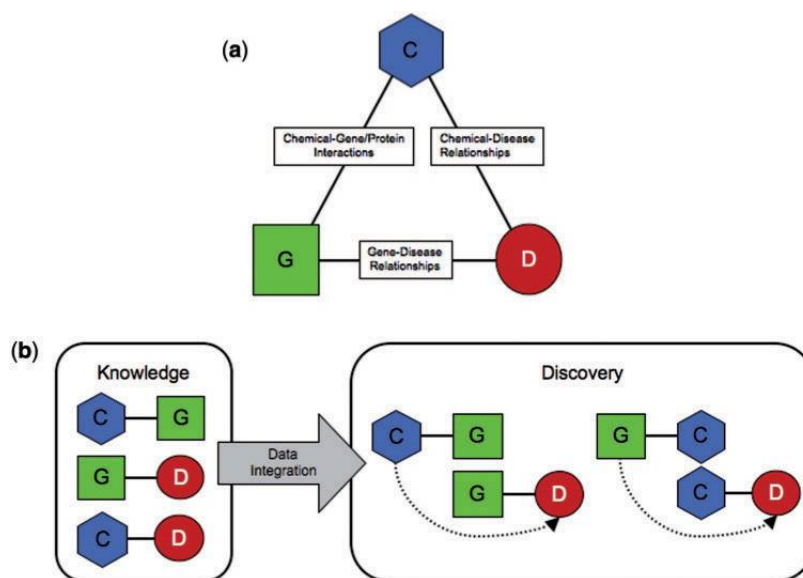 (a)
C
Chemical-Gene/Protein
Interactions
Chemical-Disease
Relationships
G
Gene-Disease
Relationships
D
(b)
Knowledge
C
G
G
D
C
D
Data
Integration
Discovery
C
G
G
D
G
C
C
D